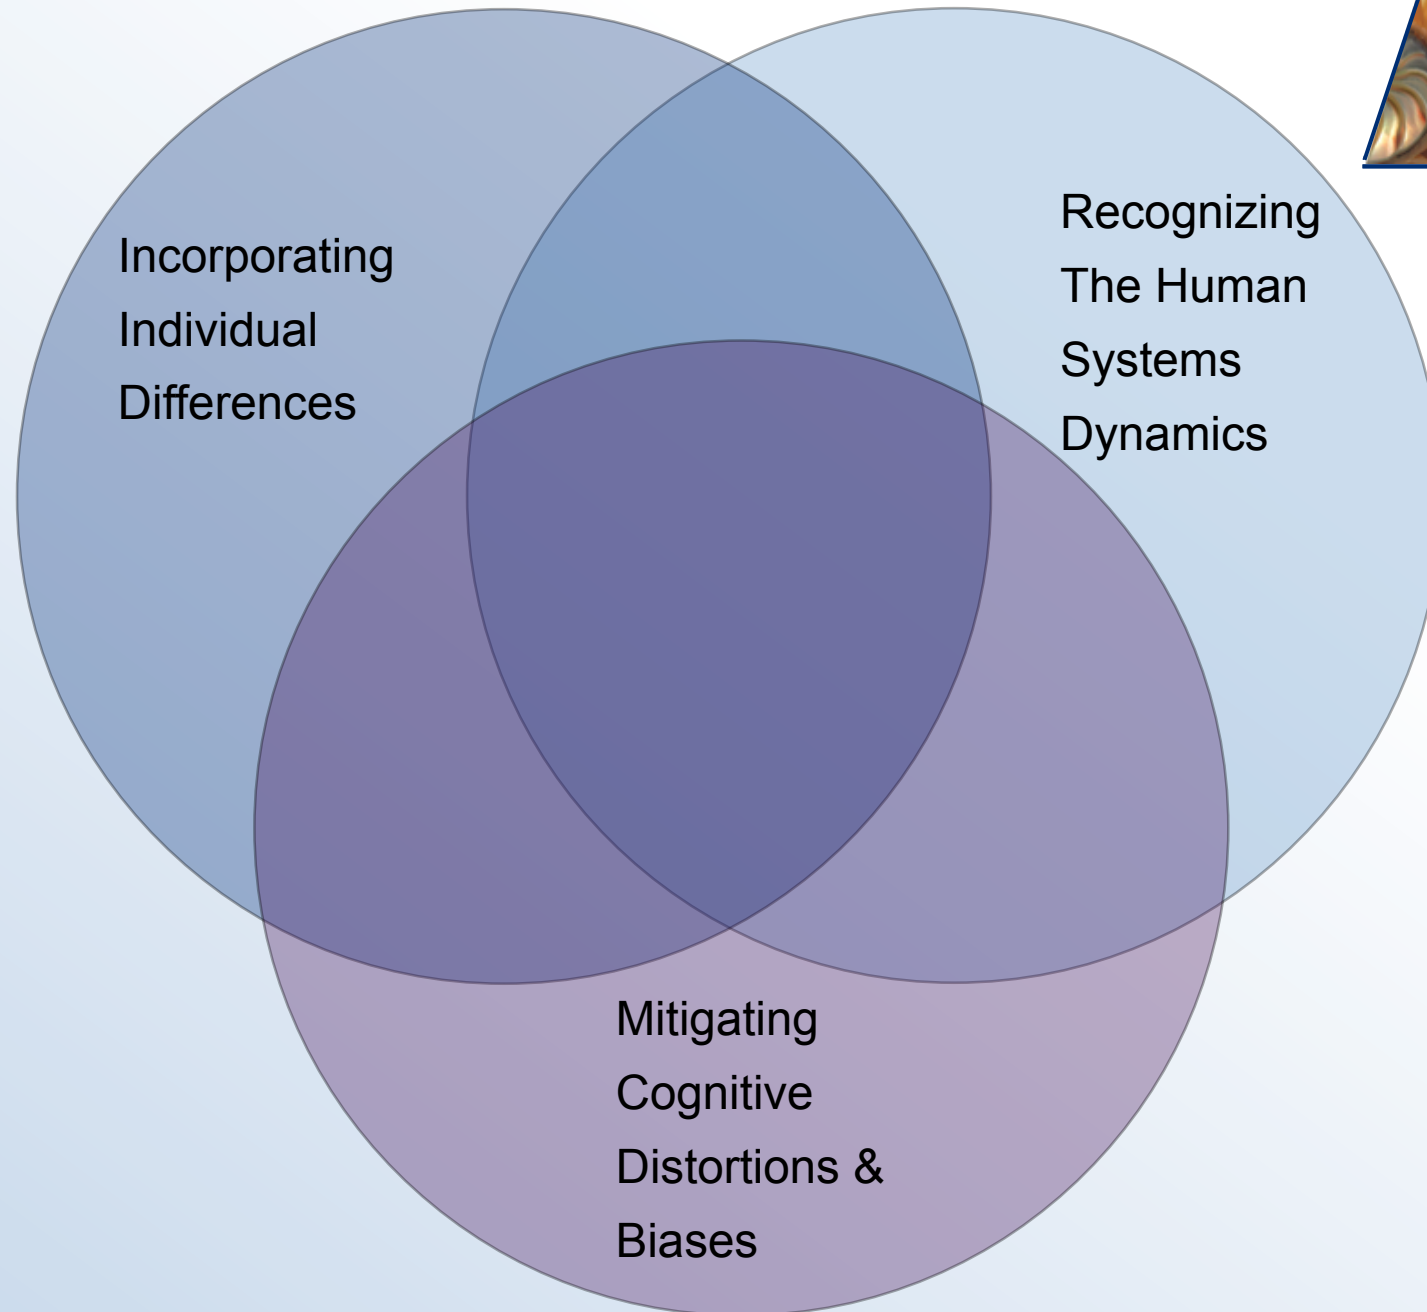 Incorporating
Individual
Differences
Recognizing
The Human
Systems
Dynamics
Mitigating
Cognitive
Distortions &
Biases